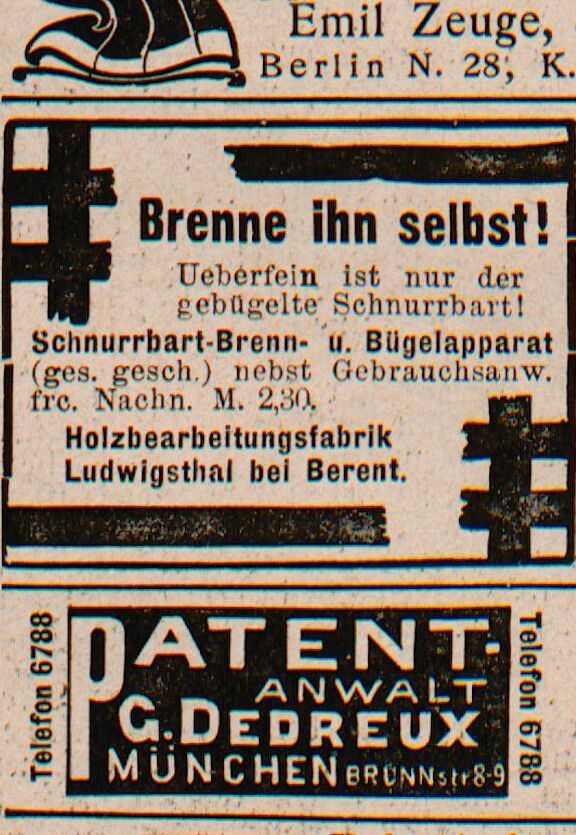 Emil Zeuge,
Berlin N. 28, K.
Brenne ihn selbst!
Ueberfein ist nur der
gebügelte Schnurrbart!
Schnurrbart-Brenn- u. Bügelapparat
(ges. gesch.) nebst Gebrauchsanw.
frc. Nachn. M. 2,30.
Holzbearbeitungsfabrik
Ludwigsthal bei Berent.
Telefon 6788
PATENT-
ANWALT
G. DEDREUX
MÜNCHEN BRUNNstr 8-9
Telefon 6788